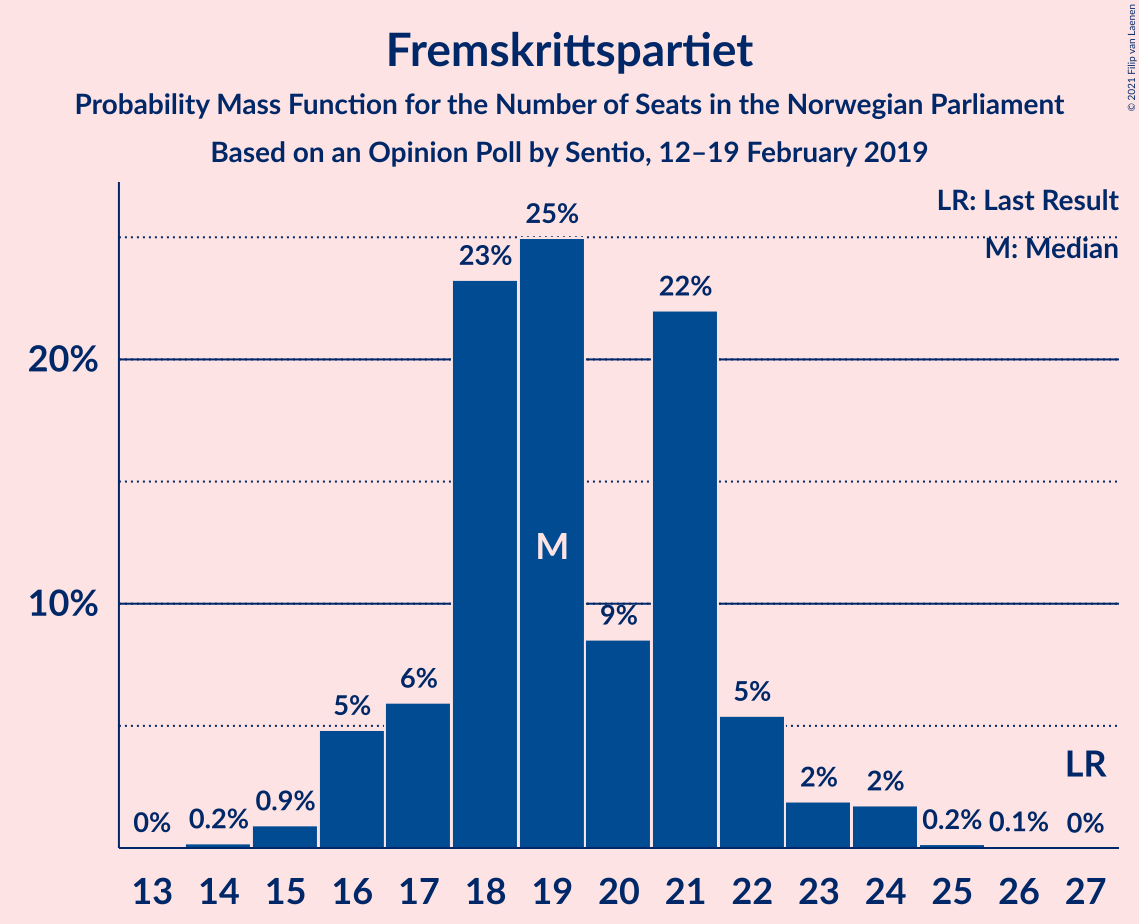 Fremskrittspartiet
Probability Mass Function for the Number of Seats in the Norwegian Parliament
Based on an Opinion Poll by Sentio, 12–19 February 2019
© 2021 Filip van Laenen
LR: Last Result
M: Median
20%
10%
0%
0.2%
0.9%
5%
6%
23%
25%
M
9%
22%
5%
2%
2%
0.2%
0.1%
LR
0%
13 14 15 16 17 18 19 20 21 22 23 24 25 26 27